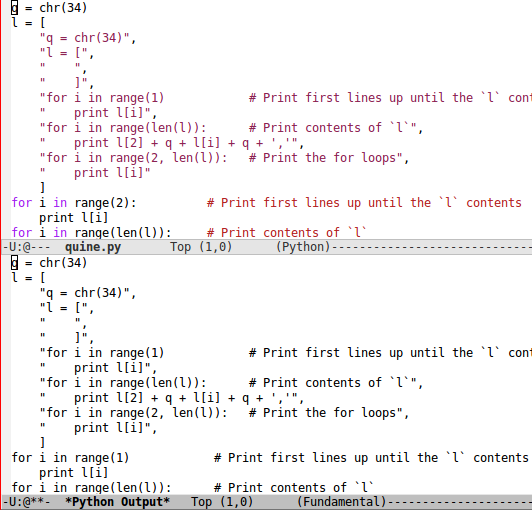 q = chr(34)
l = [
    "q = chr(34)",
    "l = [",
    "    ",
    "    ]",
    "for i in range(1)            # Print first lines up until the `l` cont
    "    print l[i]",
    "for i in range(len(l)):      # Print contents of `l`",
    "    print l[2] + q + l[i] + q + ','",
    "for i in range(2, len(l)):   # Print the for loops",
    "    print l[i]"
    ]
for i in range(2):          # Print first lines up until the `l` contents
    print l[i]
for i in range(len(l)):     # Print contents of `l`
-U:@---  quine.py       Top (1,0)      (Python)-----------------------------
q = chr(34)
l = [
    "q = chr(34)",
    "l = [",
    "    ",
    "    ]",
    "for i in range(1)            # Print first lines up until the `l` cont
    "    print l[i]",
    "for i in range(len(l)):      # Print contents of `l`",
    "    print l[2] + q + l[i] + q + ','",
    "for i in range(2, len(l)):   # Print the for loops",
    "    print l[i]",
    ]
for i in range(1)            # Print first lines up until the `l` contents
    print l[i]
for i in range(len(l)):      # Print contents of `l`
-U:@**-  *Python Output*   Top (1,0)      (Fundamental)---------------------